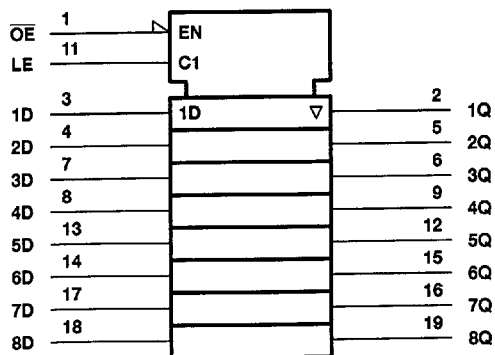 OE 1 EN
LE 11 C1
1D 3 1D ▽ 2 1Q
2D 4 5 2Q
3D 7 6 3Q
4D 8 9 4Q
5D 13 12 5Q
6D 14 15 6Q
7D 17 16 7Q
8D 18 19 8Q